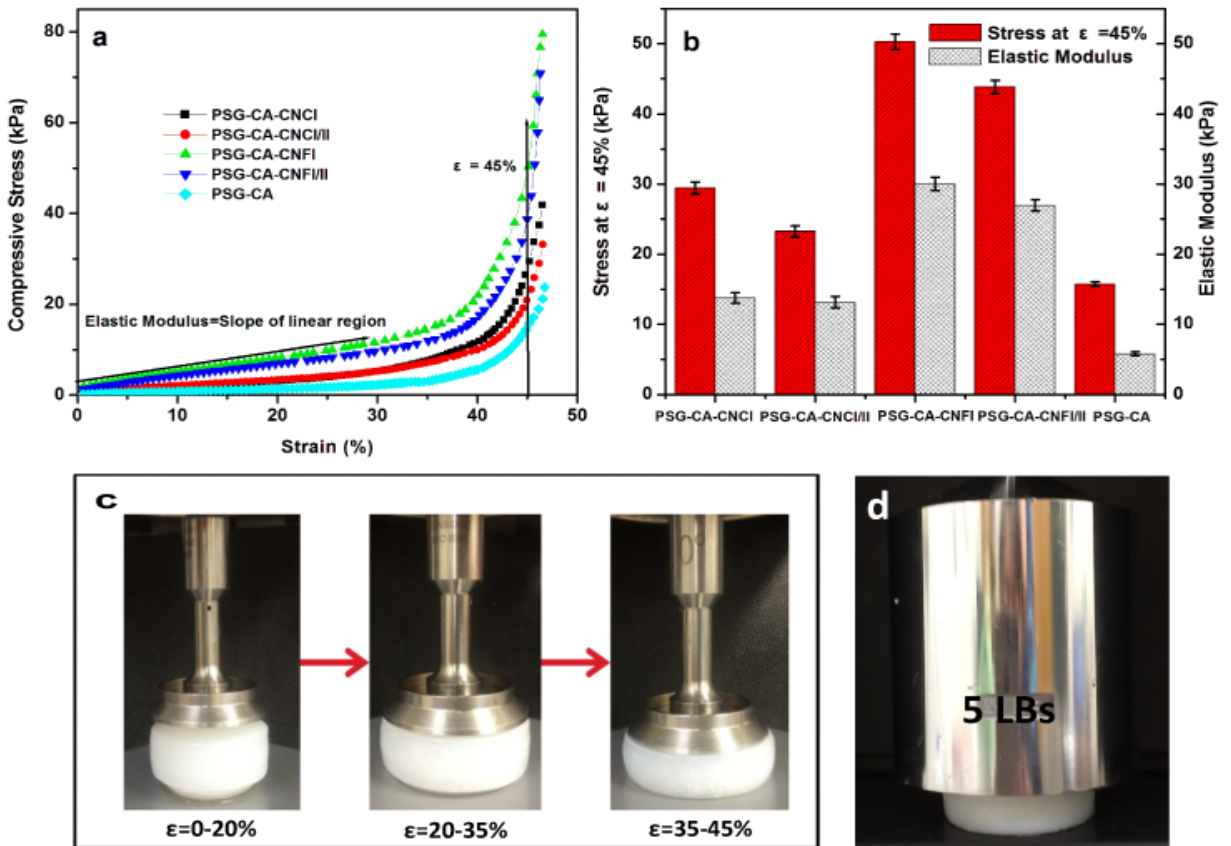 a
80
60
40
20
0
Compressive Stress (kPa)
PSG-CA-CNCI
PSG-CA-CNCI/II
PSG-CA-CNFI
PSG-CA-CNFI/II
PSG-CA
ε = 45%
Elastic Modulus=Slope of linear region
0 10 20 30 40 50
Strain (%)
b
Stress at ε =45%
Elastic Modulus
50
40
30
20
10
0
Stress at ε = 45% (kPa)
50
40
30
20
10
0
Elastic Modulus (kPa)
PSG-CA-CNCI PSG-CA-CNCI/II PSG-CA-CNFI PSG-CA-CNFI/II PSG-CA
c
0°
ε=0-20% ε=20-35% ε=35-45%
d
5 LBs